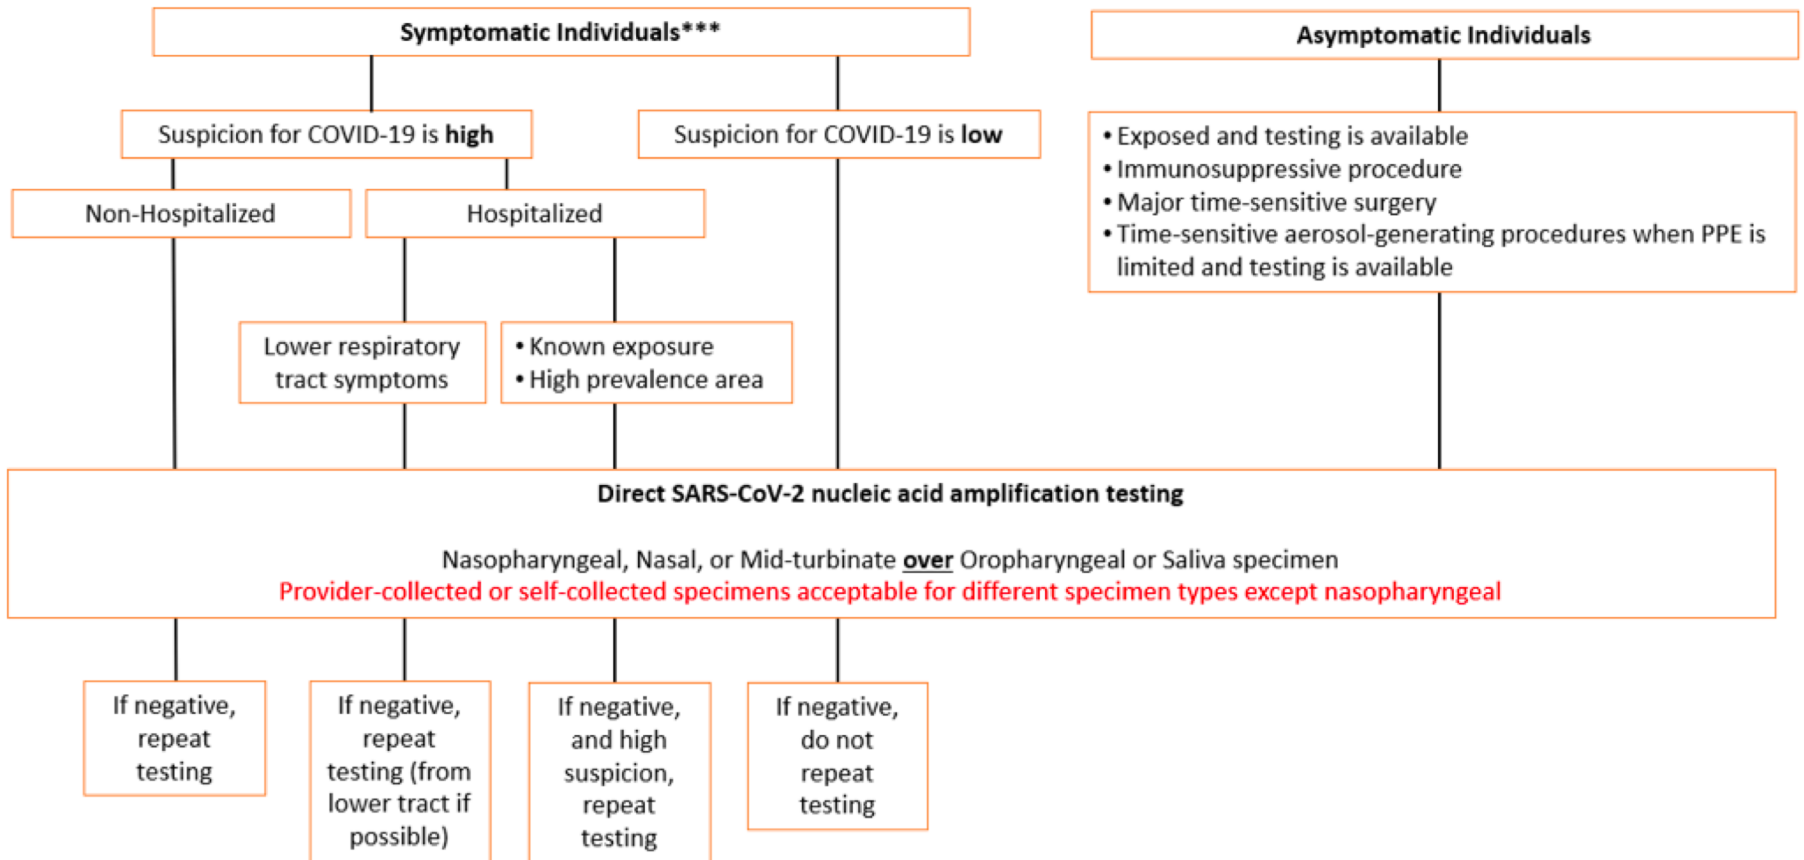 Symptomatic Individuals***
Asymptomatic Individuals
Suspicion for COVID-19 is high
Suspicion for COVID-19 is low
• Exposed and testing is available
• Immunosuppressive procedure
• Major time-sensitive surgery
• Time-sensitive aerosol-generating procedures when PPE is
limited and testing is available
Non-Hospitalized
Hospitalized
Lower respiratory
tract symptoms
• Known exposure
• High prevalence area
Direct SARS-CoV-2 nucleic acid amplification testing
Nasopharyngeal, Nasal, or Mid-turbinate over Oropharyngeal or Saliva specimen
Provider-collected or self-collected specimens acceptable for different specimen types except nasopharyngeal
If negative,
repeat
testing
If negative,
repeat
testing (from
lower tract if
possible)
If negative,
and high
suspicion,
repeat
testing
If negative,
do not
repeat
testing